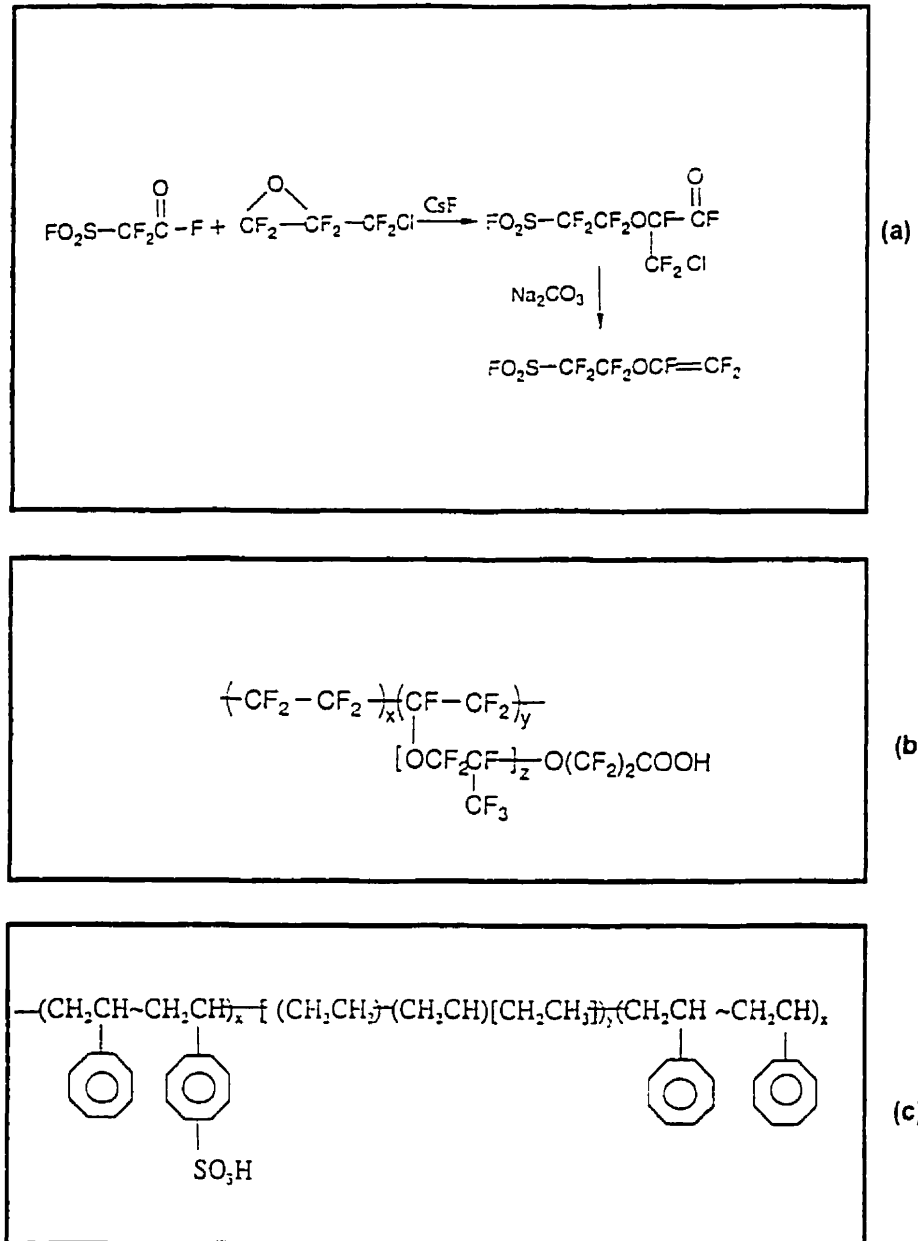 O
FO₂S—CF₂C—F + CF₂—CF₂—CF₂Cl CsF FO₂S—CF₂CF₂OCF—CF (a)
O
O
CF₂Cl
Na₂CO₃
FO₂S—CF₂CF₂OCF=CF₂
(CF₂—CF₂)x(CF—CF₂)y
[OCF₂CF]z—O(CF₂)₂COOH (b
CF₃
—(CH₂CH~CH₂CH)x—[(CH₂CH₂)—(CH₂CH)[CH₂CH₃]),(CH₂CH ~CH₂CH)x
(c)
SO₃H